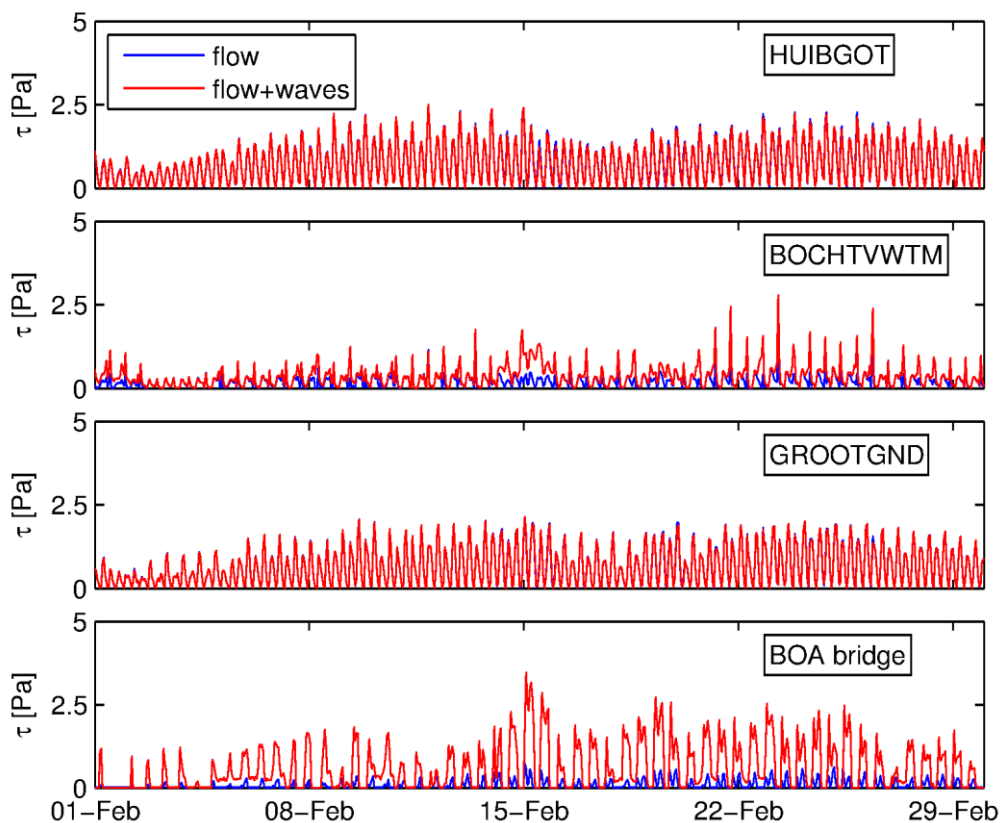 5
flow
HUIBGOT
flow+waves
τ [Pa]
2.5
0
5
BOCHTVWTM
τ [Pa]
2.5
0
5
GROOTGND
τ [Pa]
2.5
0
5
BOA bridge
τ [Pa]
2.5
0
01-Feb 08-Feb 15-Feb 22-Feb 29-Feb